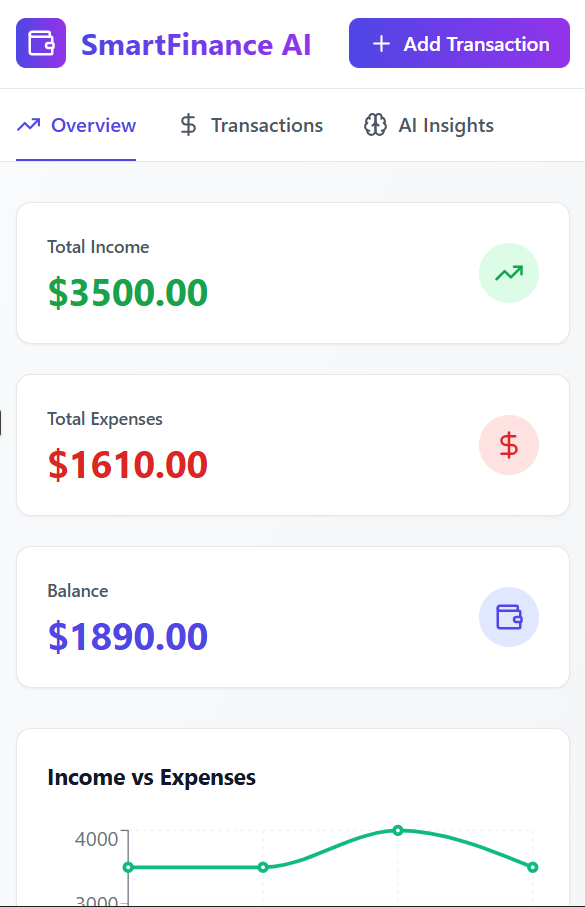 SmartFinance AI
Add Transaction
Overview
Transactions
AI Insights
Total Income
$3500.00
Total Expenses
$1610.00
Balance
$1890.00
Income vs Expenses
4000
3000